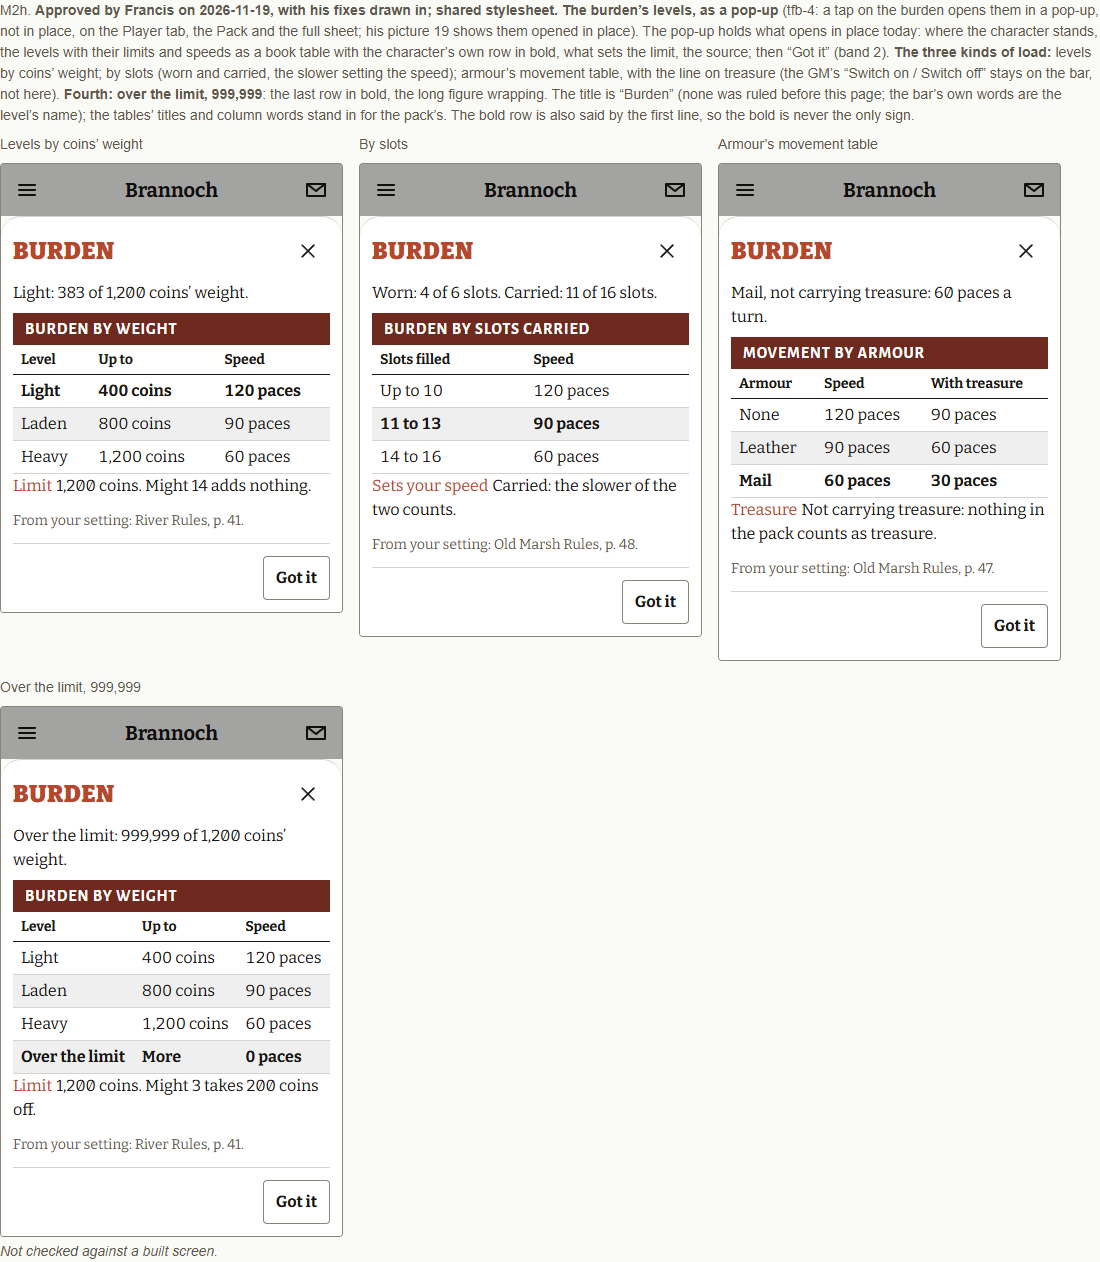 M2h. Approved by Francis on 2026-11-19, with his fixes drawn in; shared stylesheet. The burden’s levels, as a pop-up (tfb-4: a tap on the burden opens them in a pop-up,
not in place, on the Player tab, the Pack and the full sheet; his picture 19 shows them opened in place). The pop-up holds what opens in place today: where the character stands,
the levels with their limits and speeds as a book table with the character’s own row in bold, what sets the limit, the source; then “Got it” (band 2). The three kinds of load: levels
by coins’ weight; by slots (worn and carried, the slower setting the speed); armour’s movement table, with the line on treasure (the GM’s “Switch on / Switch off” stays on the bar,
not here). Fourth: over the limit, 999,999: the last row in bold, the long figure wrapping. The title is “Burden” (none was ruled before this page; the bar’s own words are the
level’s name); the tables’ titles and column words stand in for the pack’s. The bold row is also said by the first line, so the bold is never the only sign.
Levels by coins’ weight
Brannoch
BURDEN
Light: 383 of 1,200 coins’ weight.
BURDEN BY WEIGHT
Level Up to Speed
Light 400 coins 120 paces
Laden 800 coins 90 paces
Heavy 1,200 coins 60 paces
Limit 1,200 coins. Might 14 adds nothing.
From your setting: River Rules, p. 41.
Got it
By slots
Brannoch
BURDEN
Worn: 4 of 6 slots. Carried: 11 of 16 slots.
BURDEN BY SLOTS CARRIED
Slots filled Speed
Up to 10 120 paces
11 to 13 90 paces
14 to 16 60 paces
Sets your speed Carried: the slower of the
two counts.
From your setting: Old Marsh Rules, p. 48.
Got it
Armour’s movement table
Brannoch
BURDEN
Mail, not carrying treasure: 60 paces a
turn.
MOVEMENT BY ARMOUR
Armour Speed With treasure
None 120 paces 90 paces
Leather 90 paces 60 paces
Mail 60 paces 30 paces
Treasure Not carrying treasure: nothing in
the pack counts as treasure.
From your setting: Old Marsh Rules, p. 47.
Got it
Over the limit, 999,999
Brannoch
BURDEN
Over the limit: 999,999 of 1,200 coins’
weight.
BURDEN BY WEIGHT
Level Up to Speed
Light 400 coins 120 paces
Laden 800 coins 90 paces
Heavy 1,200 coins 60 paces
Over the limit More 0 paces
Limit 1,200 coins. Might 3 takes 200 coins
off.
From your setting: River Rules, p. 41.
Got it
Not checked against a built screen.